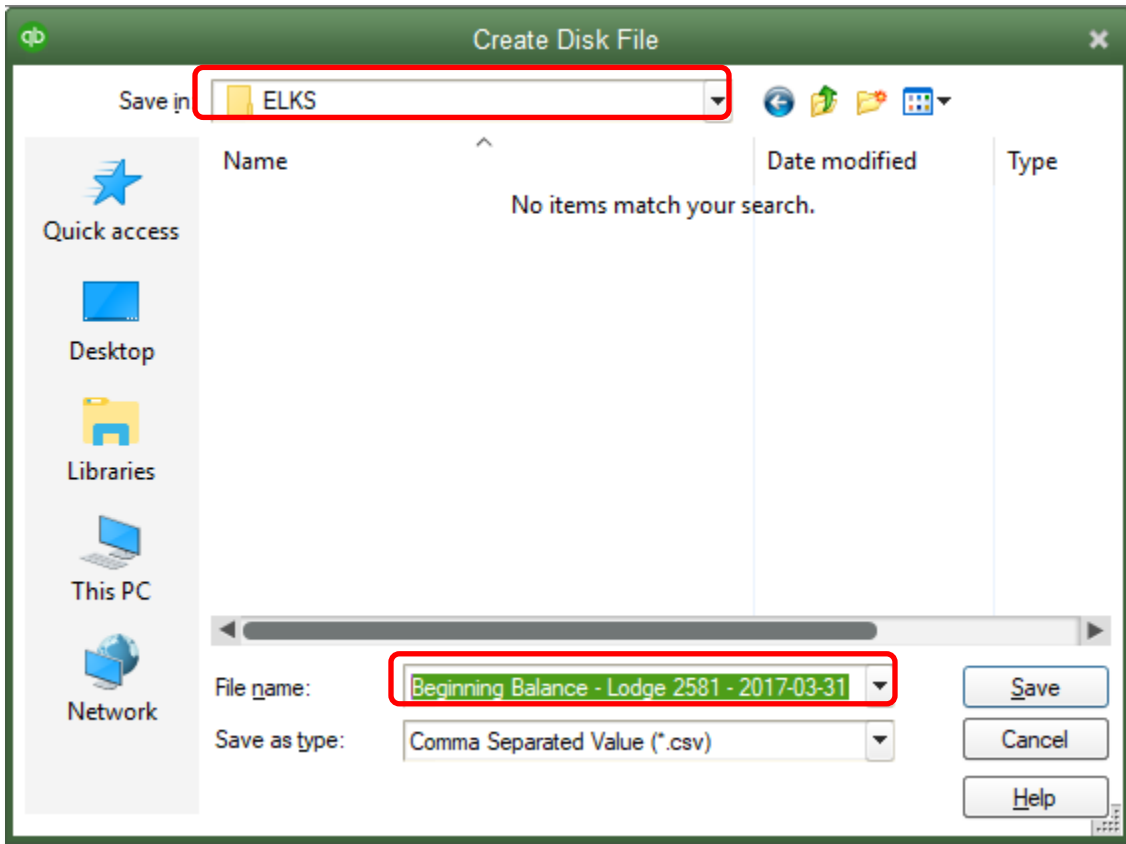 qb Create Disk File
Save in ELKS
Name Date modified Type
No items match your search.
Quick access
Desktop
Libraries
This PC
Network
File name: Beginning Balance - Lodge 2581 - 2017-03-31 Save
Save as type: Comma Separated Value (*.csv) Cancel
Help